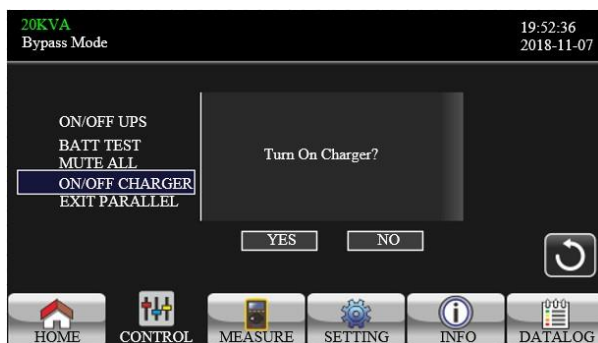 20KVA
Bypass Mode
19:52:36
2018-11-07
ON/OFF UPS
BATT TEST
MUTE ALL
ON/OFF CHARGER
EXIT PARALLEL
Turn On Charger?
YES
NO
HOME
CONTROL
MEASURE
SETTING
INFO
DATALOG